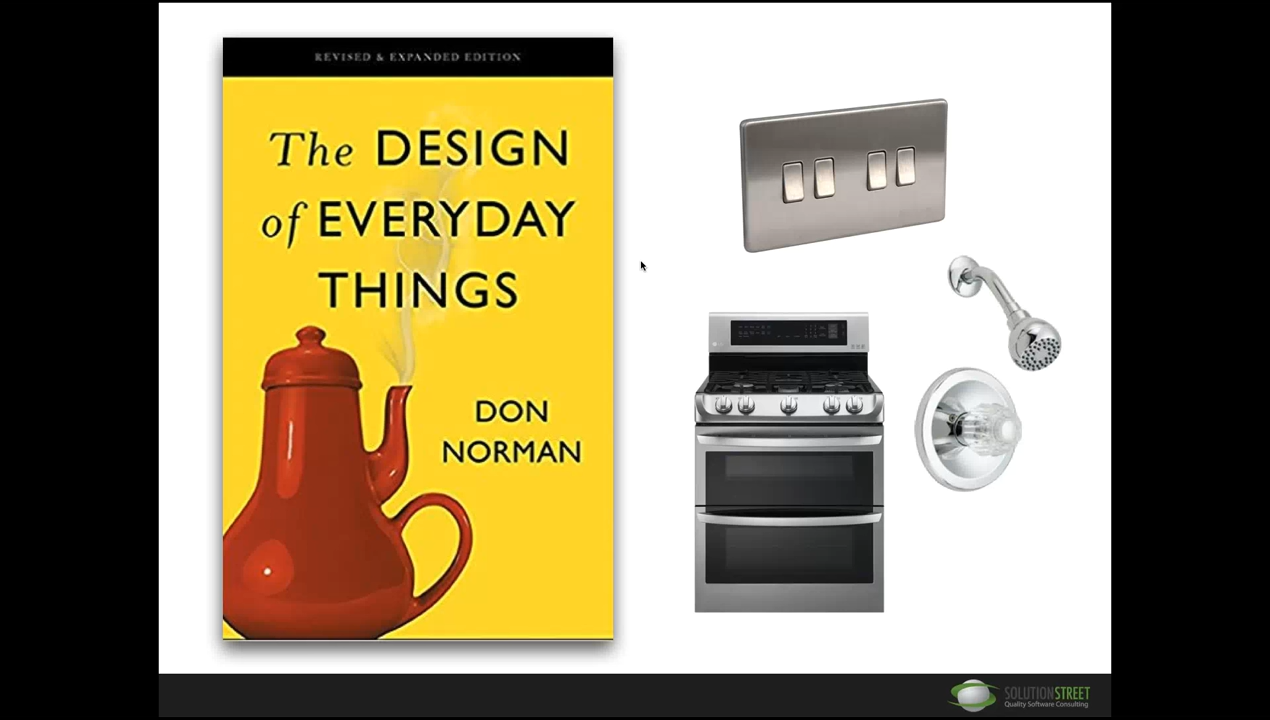 REVISED & EXPANDED EDITION
The DESIGN
of EVERYDAY
THINGS
DON
NORMAN
SOLUTIONSTREET
Quality Software Consulting